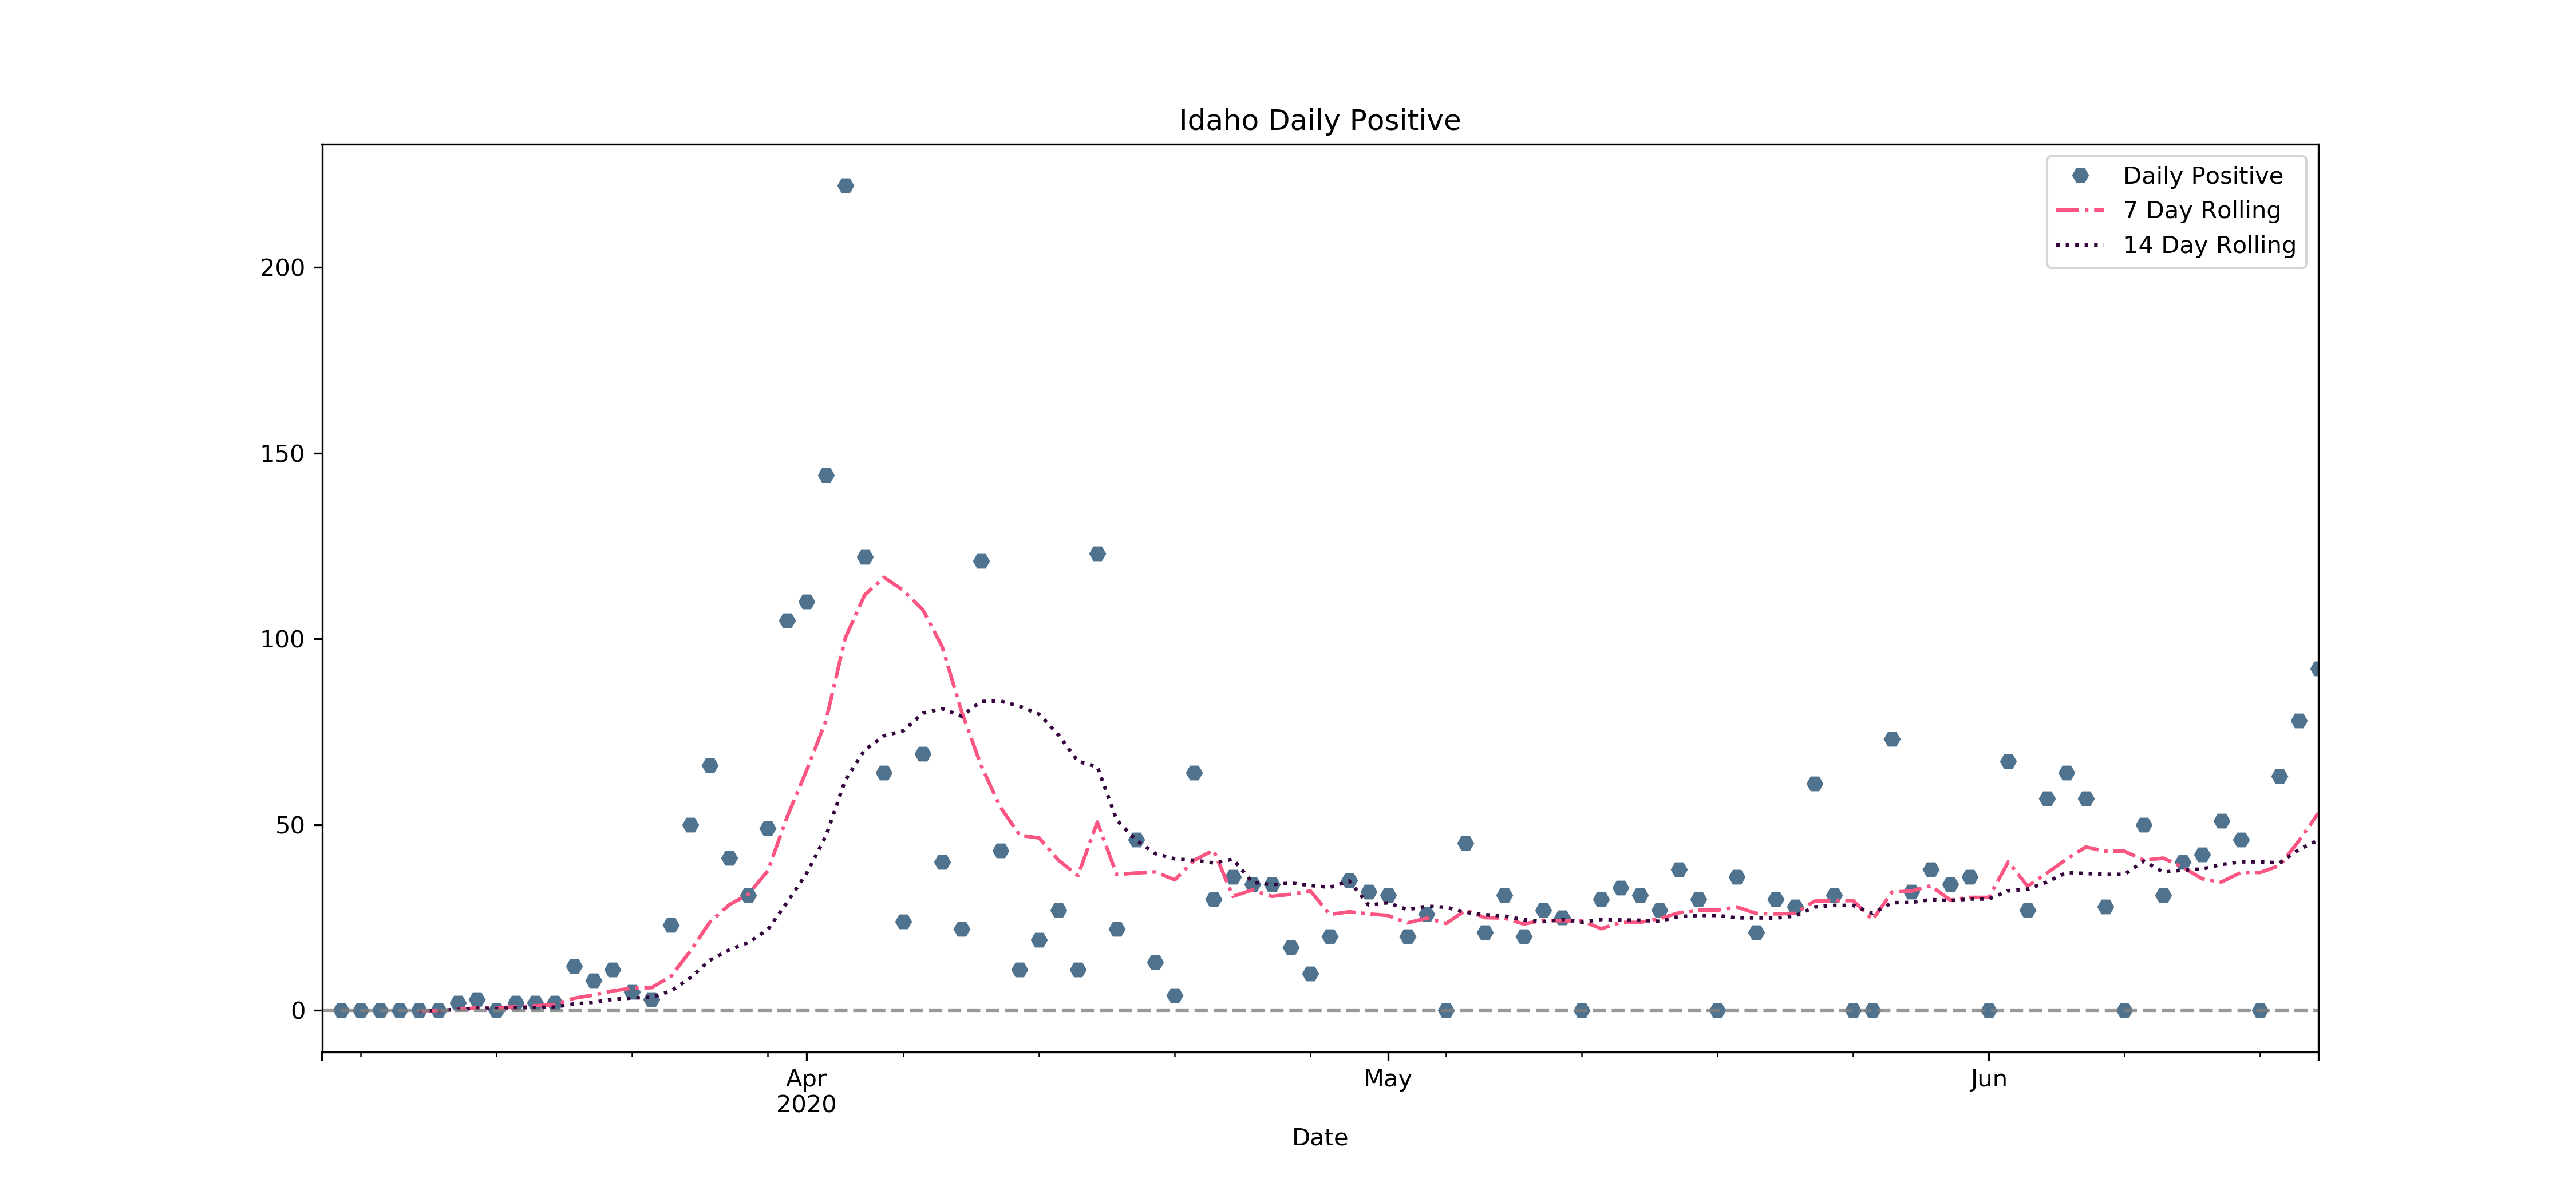 Idaho Daily Positive
Daily Positive
7 Day Rolling
14 Day Rolling
200
150
100
50
0
Apr
2020
May
Jun
Date